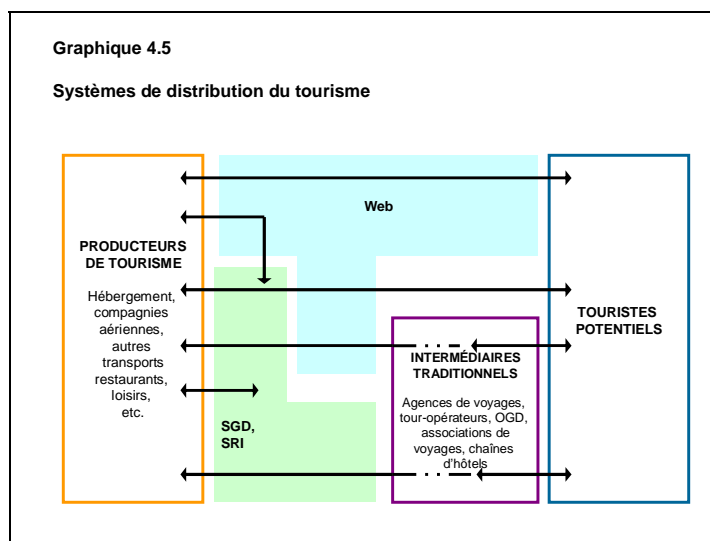 Graphique 4.5
Systèmes de distribution du tourisme
Web
PRODUCTEURS
DE TOURISME
Hébergement,
compagnies
aériennes,
autres
transports
restaurants,
loisirs,
etc.
SGD,
SRI
INTERMÉDIAIRES
TRADITIONNELS
Agences de voyages,
tour-opérateurs, OGD,
associations de
voyages, chaînes
d'hôtels
TOURISTES
POTENTIELS